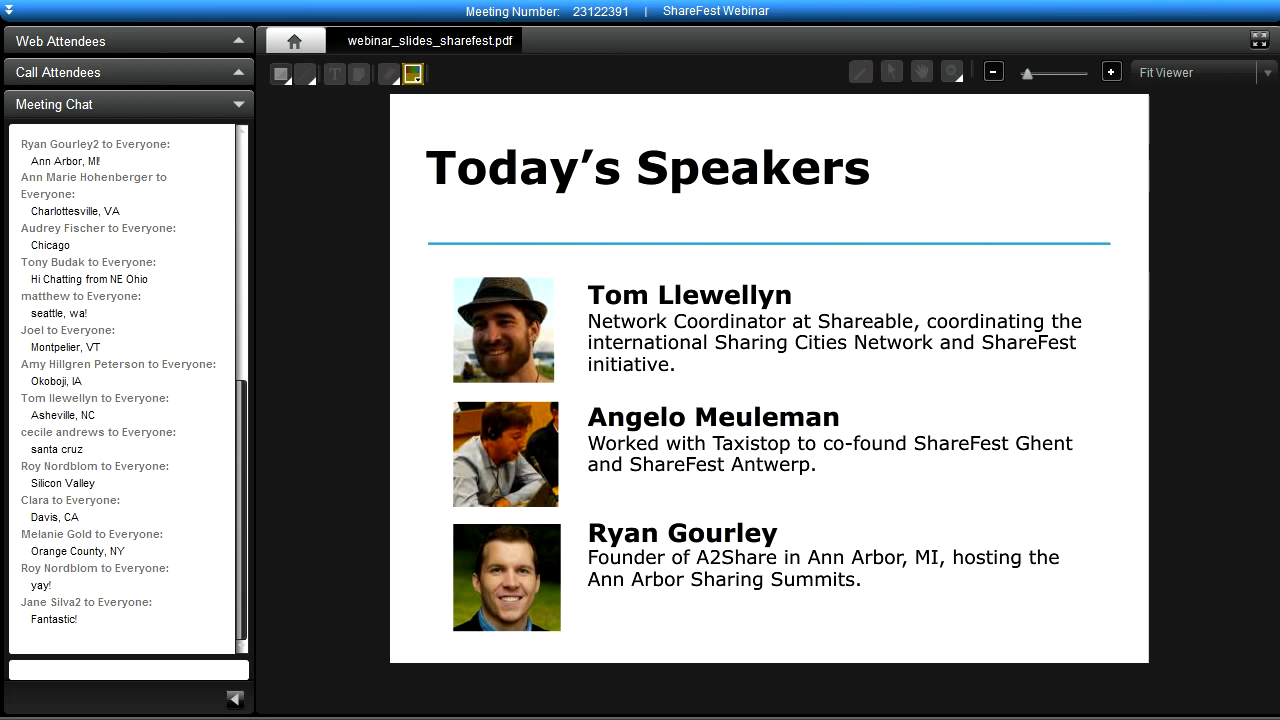 Meeting Number: 23122391 | ShareFest Webinar
Web Attendees
Call Attendees
Meeting Chat
Ryan Gourley2 to Everyone:
Ann Arbor, MI!
Ann Marie Hohenberger to
Everyone:
Charlottesville, VA
Audrey Fischer to Everyone:
Chicago
Tony Budak to Everyone:
Hi Chatting from NE Ohio
matthew to Everyone:
seattle, wa!
Joel to Everyone:
Montpelier, VT
Amy Hillgren Peterson to Everyone:
Okoboji, IA
Tom llewellyn to Everyone:
Asheville, NC
cecile andrews to Everyone:
santa cruz
Roy Nordblom to Everyone:
Silicon Valley
Clara to Everyone:
Davis, CA
Melanie Gold to Everyone:
Orange County, NY
Roy Nordblom to Everyone:
yay!
Jane Silva2 to Everyone:
Fantastic!
webinar_slides_sharefest.pdf
T
Fit Viewer
Today’s Speakers
Tom Llewellyn
Network Coordinator at Shareable, coordinating the
international Sharing Cities Network and ShareFest
initiative.
Angelo Meuleman
Worked with Taxistop to co-found ShareFest Ghent
and ShareFest Antwerp.
Ryan Gourley
Founder of A2Share in Ann Arbor, MI, hosting the
Ann Arbor Sharing Summits.